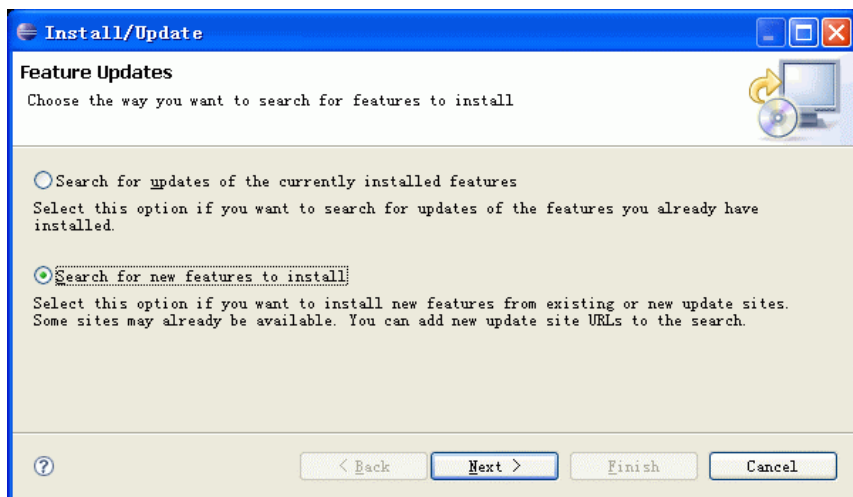 Install/Update
Feature Updates
Choose the way you want to search for features to install
Search for updates of the currently installed features
Select this option if you want to search for updates of the features you already have
installed.
Search for new features to install
Select this option if you want to install new features from existing or new update sites.
Some sites may already be available. You can add new update site URLs to the search.
? < Back Next > Finish Cancel